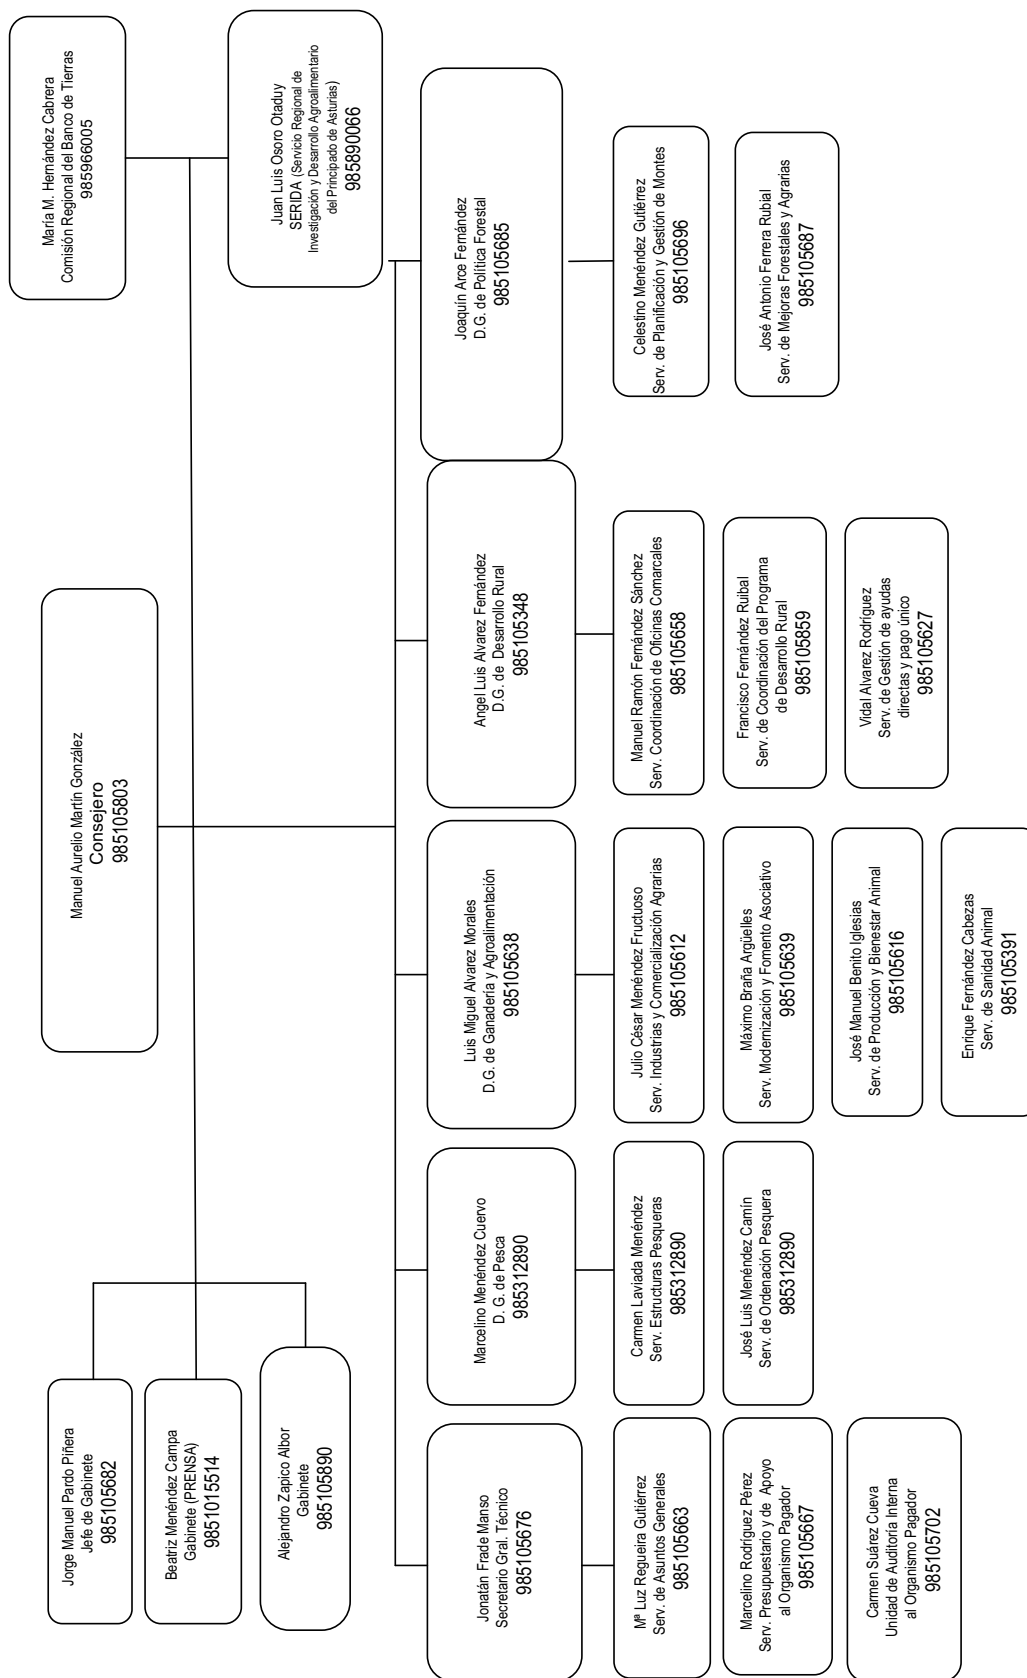 Manuel Aurelio Martín González
Consejero
985105803
Jorge Manuel Pardo Piñera
Jefe de Gabinete
985105682
Beatriz Menéndez Campa
Gabinete (PRENSA)
9851015514
Alejandro Zapico Albor
Gabinete
985105890
María M. Hernández Cabrera
Comisión Regional del Banco de Tierras
985966005
Juan Luis Osoro Otaduy
SERIDA (Servicio Regional de
Investigación y Desarrollo Agroalimentario
del Principado de Asturias)
985890066
Jonatán Frade Manso
Secretario Gral. Técnico
985105676
Mª Luz Regueira Gutiérrez
Serv. de Asuntos Generales
985105663
Marcelino Rodríguez Pérez
Serv. Presupuestario y de Apoyo
al Organismo Pagador
985105667
Carmen Suárez Cueva
Unidad de Auditoría Interna
al Organismo Pagador
985105702
Marcelino Menéndez Cuervo
D. G. de Pesca
985312890
Carmen Laviada Menéndez
Serv. Estructuras Pesqueras
985312890
José Luis Menéndez Camín
Serv. de Ordenación Pesquera
985312890
Luis Miguel Alvarez Morales
D.G. de Ganadería y Agroalimentación
985105638
Julio César Menéndez Fructuoso
Serv. Industrias y Comercialización Agrarias
985105612
Máximo Braña Argüelles
Serv. Modernización y Fomento Asociativo
985105639
José Manuel Benito Iglesias
Serv. de Producción y Bienestar Animal
985105616
Enrique Fernández Cabezas
Serv. de Sanidad Animal
985105391
Angel Luis Alvarez Fernández
D.G. de Desarrollo Rural
985105348
Manuel Ramón Fernández Sánchez
Serv. Coordinación de Oficinas Comarcales
985105658
Francisco Fernández Ruibal
Serv. de Coordinación del Programa
de Desarrollo Rural
985105859
Vidal Alvarez Rodríguez
Serv. de Gestión de ayudas
directas y pago único
985105627
Joaquín Arce Fernández
D.G. de Política Forestal
985105685
Celestino Menéndez Gutiérrez
Serv. de Planificación y Gestión de Montes
985105696
José Antonio Ferrera Rubial
Serv. de Mejoras Forestales y Agrarias
985105687